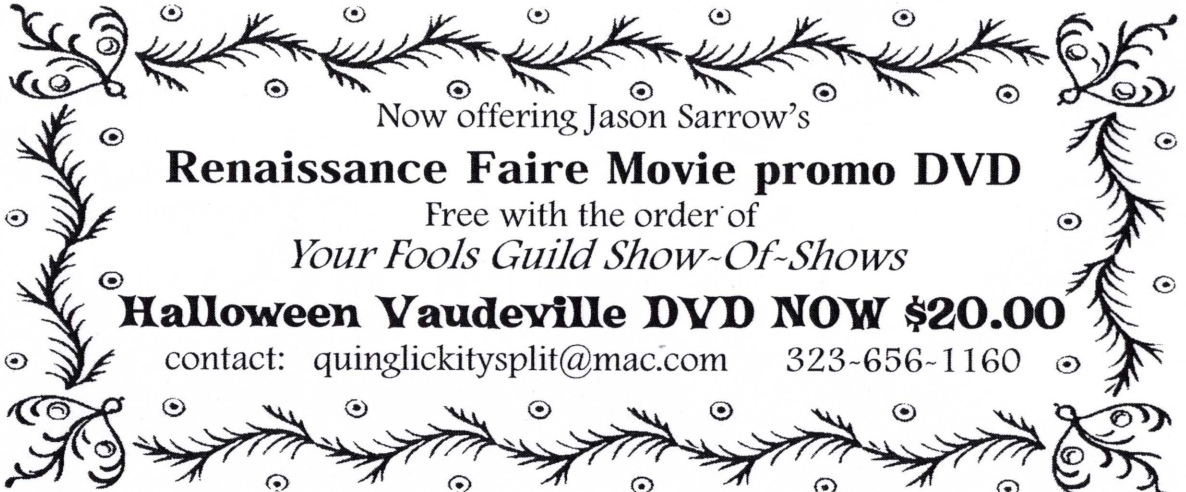 Now offering Jason Sarrow's
Renaissance Faire Movie promo DVD
Free with the order of
Your Fools Guild Show~Of~Shows
Halloween Vaudeville DVD NOW $20.00
contact: quinglickitysplit@mac.com 323~656~1160